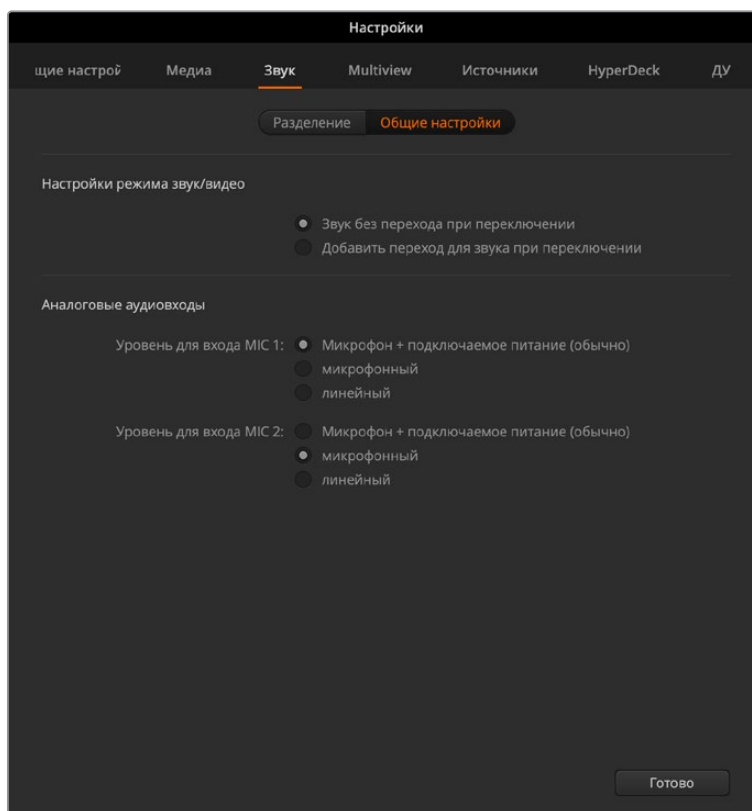 Настройки
щие настрой Медиа Звук Multiview Источники HyperDeck ДУ
Разделение Общие настройки
Настройки режима звук/видео
Звук без перехода при переключении
Добавить переход для звука при переключении
Аналоговые аудиовходы
Уровень для входа MIC 1: Микрофон + подключаемое питание (обычно)
микрофонный
линейный
Уровень для входа MIC 2: Микрофон + подключаемое питание (обычно)
микрофонный
линейный
Готово